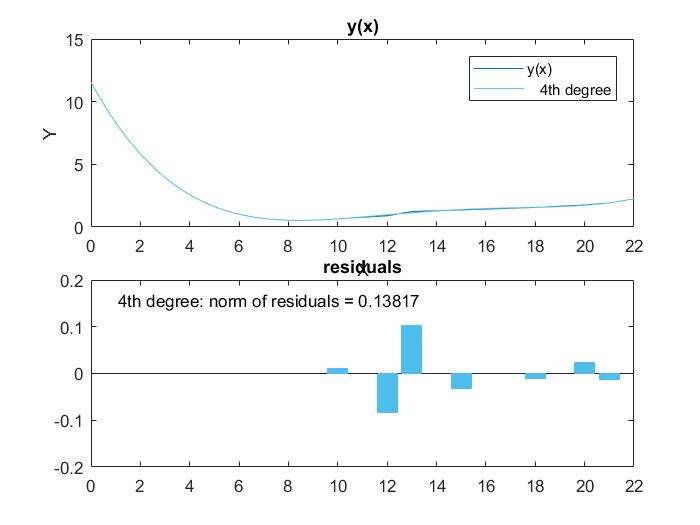 y(x)
15
10
5
0
Y
y(x)
4th degree
0 2 4 6 8 10 12 14 16 18 20 22
X
residuals
0.2
0.1
0
-0.1
-0.2
4th degree: norm of residuals = 0.13817
0 2 4 6 8 10 12 14 16 18 20 22